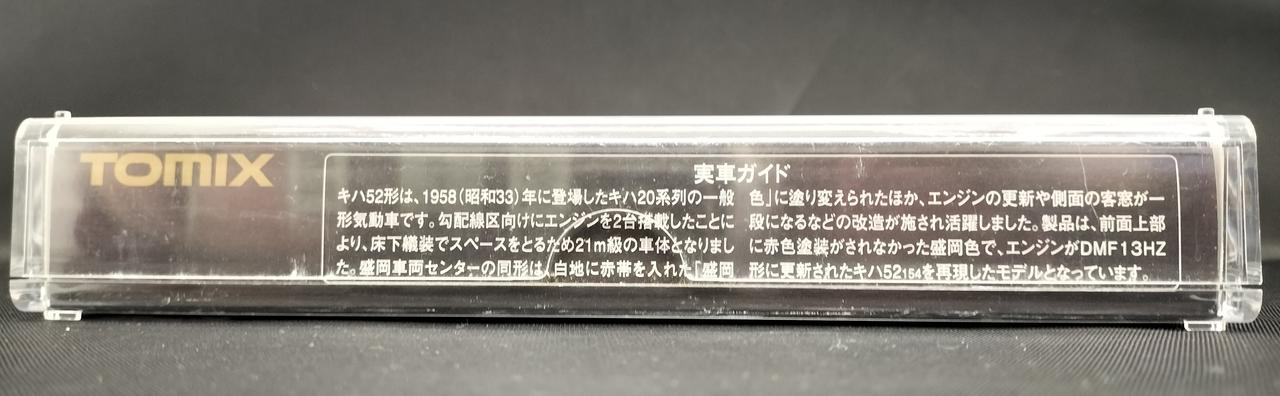 TOMIX
実車ガイド
キハ52形は、1958(昭和33)年に登場したキハ20系列の一般
形気動車です。勾配線区向けにエンジンを2台搭載したことに
より、床下艤装でスペースをとるため21m級の車体となりまし
た。盛岡車両センターの同形は、白地に赤帯を入れた「盛岡
色」に塗り変えられたほか、エンジンの更新や側面の客窓が一
段になるなどの改造が施され活躍しました。製品は、前面上部
に赤色塗装がされなかった盛岡色で、エンジンがDMF13HZ
形に更新されたキハ52154を再現したモデルとなっています。